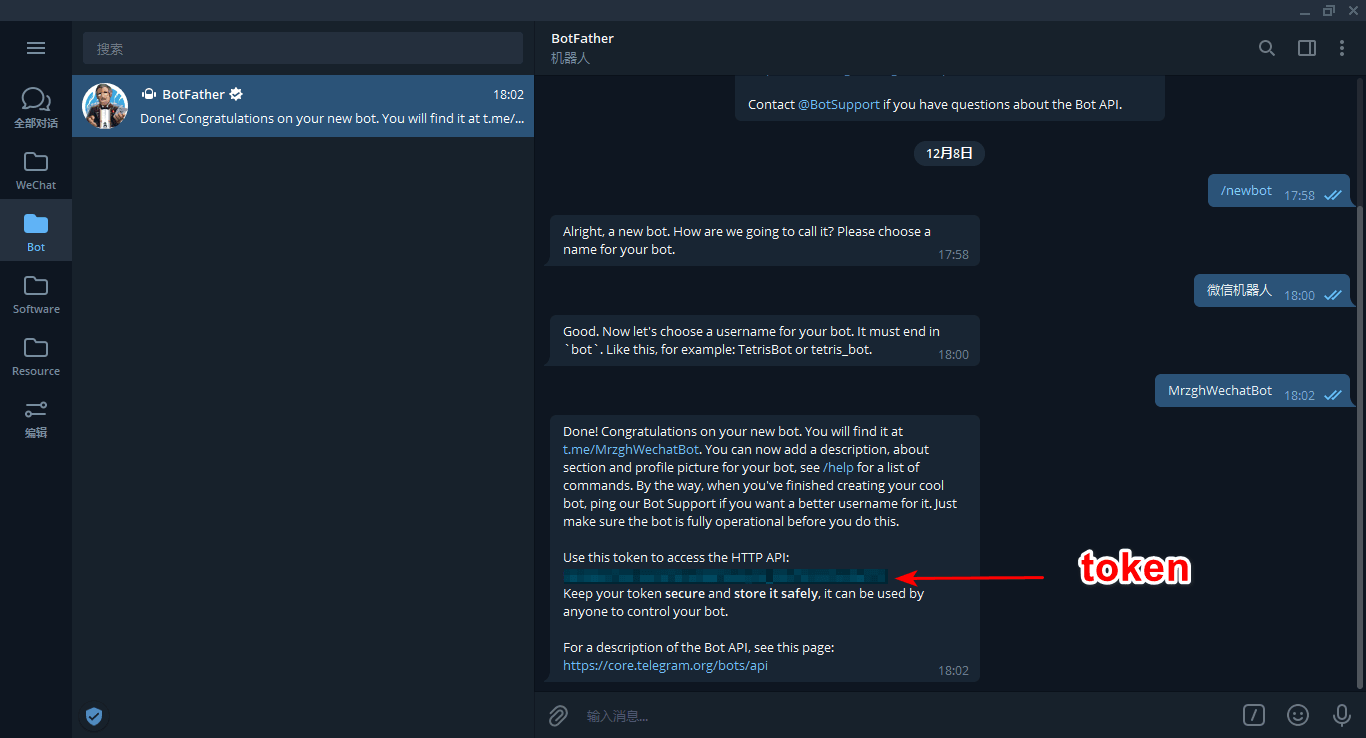 搜索
BotFather
18:02
Done! Congratulations on your new bot. You will find it at t.me/...
全部对话
WeChat
Bot
Software
Resource
编辑
BotFather
机器人
Contact @BotSupport if you have questions about the Bot API.
12月8日
/newbot 17:58
Alright, a new bot. How are we going to call it? Please choose a
name for your bot. 17:58
微信机器人 18:00
Good. Now let's choose a username for your bot. It must end in
`bot`. Like this, for example: TetrisBot or tetris_bot. 18:00
MrzghWechatBot 18:02
Done! Congratulations on your new bot. You will find it at
t.me/MrzghWechatBot. You can now add a description, about
section and profile picture for your bot, see /help for a list of
commands. By the way, when you've finished creating your cool
bot, ping our Bot Support if you want a better username for it. Just
make sure the bot is fully operational before you do this.
Use this token to access the HTTP API:
token
Keep your token secure and store it safely, it can be used by
anyone to control your bot.
For a description of the Bot API, see this page:
https://core.telegram.org/bots/api 18:02
输入消息...